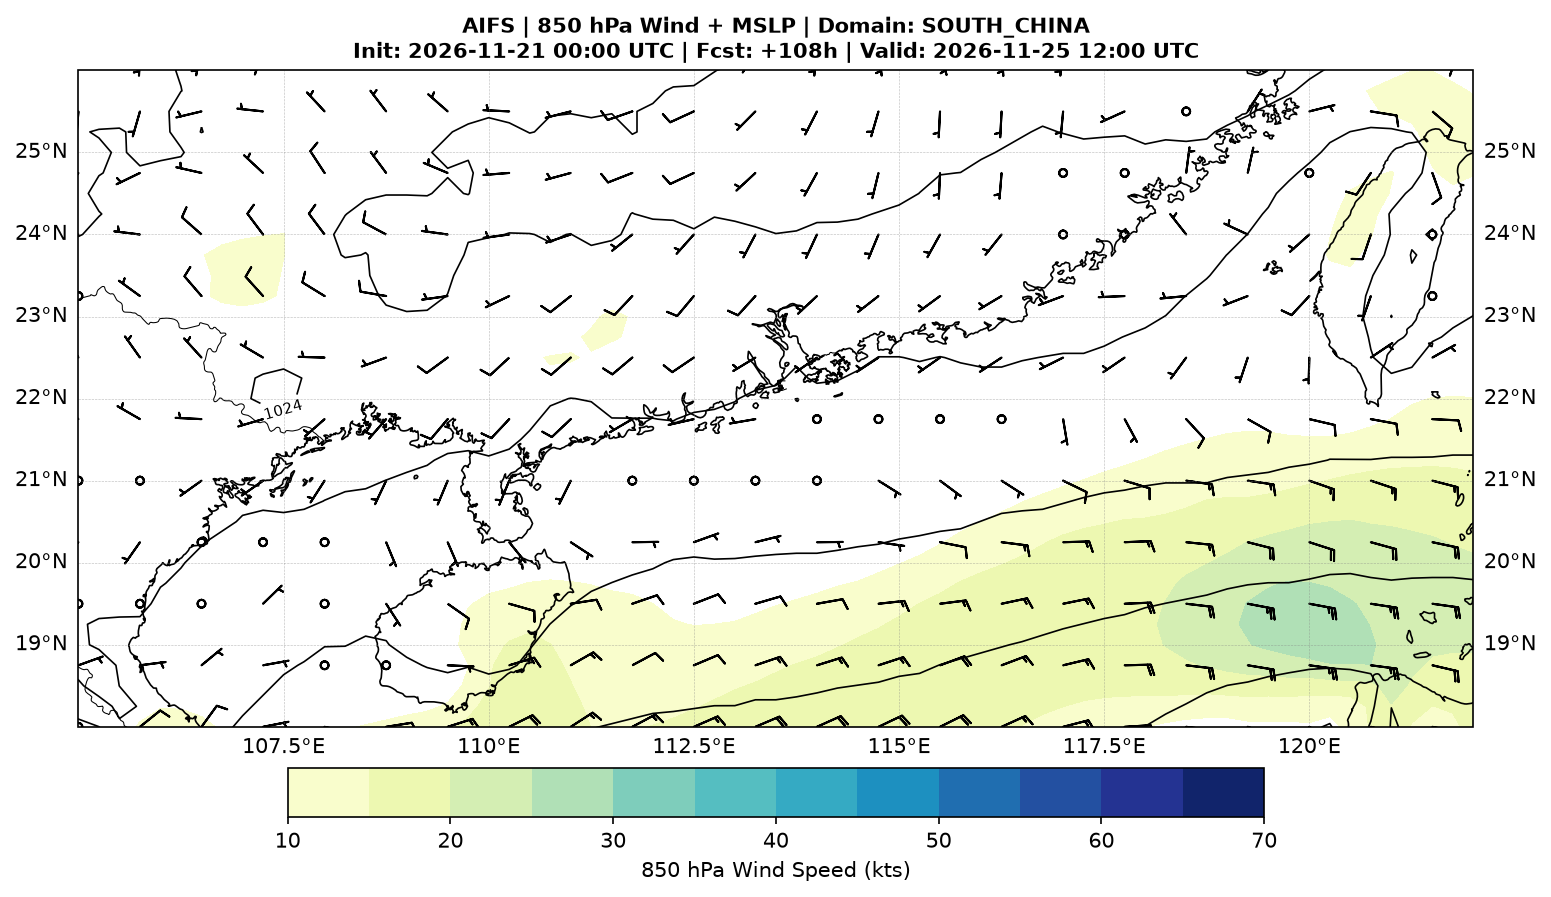 AIFS | 850 hPa Wind + MSLP | Domain: SOUTH_CHINA
Init: 2026-11-21 00:00 UTC | Fcst: +108h | Valid: 2026-11-25 12:00 UTC
25°N 25°N
24°N 24°N
23°N 23°N
22°N 22°N
1024
21°N 21°N
20°N 20°N
19°N 19°N
107.5°E 110°E 112.5°E 115°E 117.5°E 120°E
10 20 30 40 50 60 70
850 hPa Wind Speed (kts)